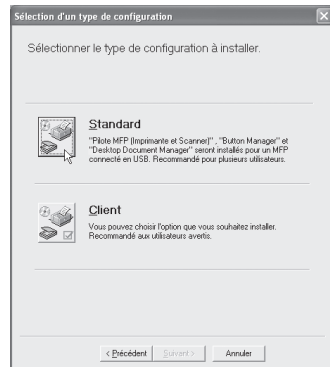 Sélection d'un type de configuration
Sélectionner le type de configuration à installer.
Standard
"Pilote MFP (Imprimante et Scanner)" , "Button Manager" et
"Desktop Document Manager" seront installés pour un MFP
connecté en USB. Recommandé pour plusieurs utilisateurs.
Client
Vous pouvez choisir l'option que vous souhaitez installer.
Recommandé aux utilisateurs avertis.
< Précédent Suivant > Annuler